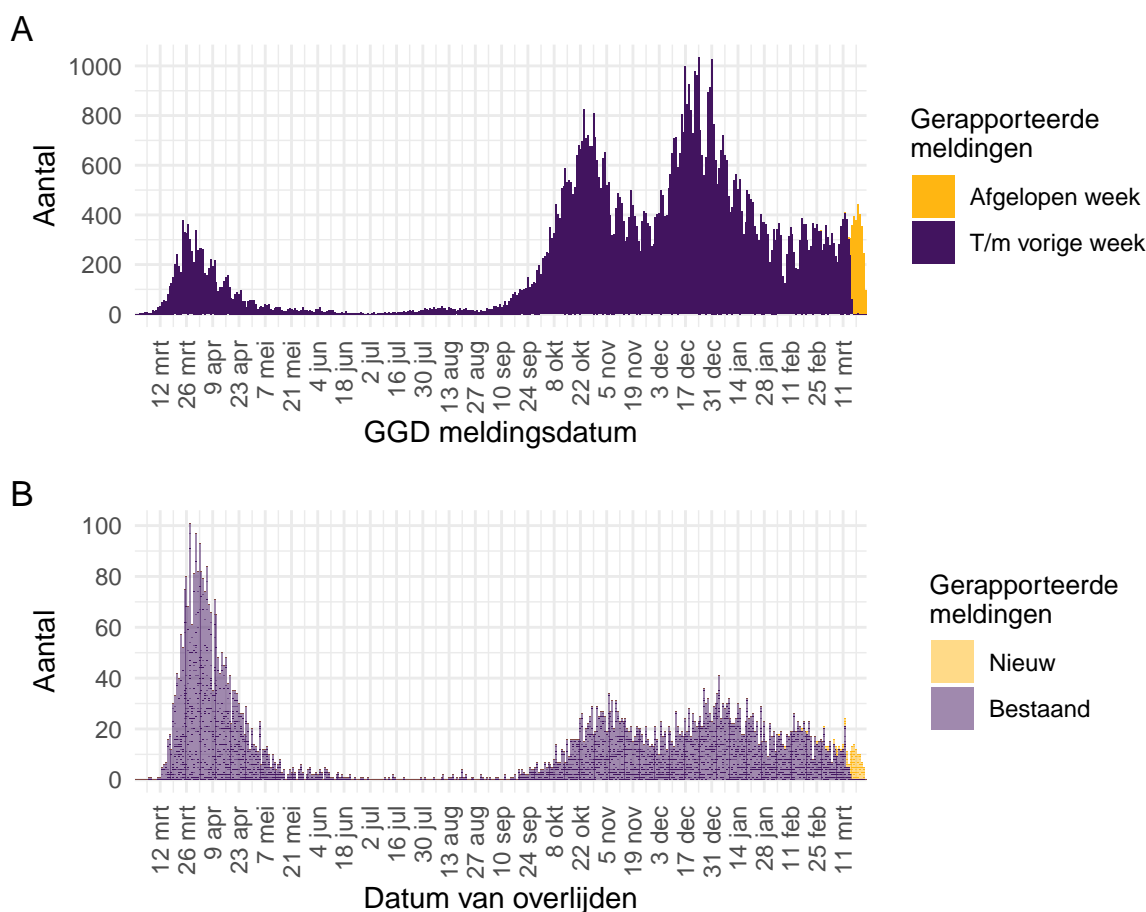 A
1000
800
600
400
200
0
Aantal
12 mrt
26 mrt
9 apr
23 apr
7 mei
21 mei
4 jun
18 jun
2 jul
16 jul
30 jul
13 aug
27 aug
10 sep
24 sep
8 okt
22 okt
5 nov
19 nov
3 dec
17 dec
31 dec
14 jan
28 jan
11 feb
25 feb
11 mrt
GGD meldingsdatum
Gerapporteerde
meldingen
Afgelopen week
T/m vorige week
B
100
80
60
40
20
0
Aantal
12 mrt
26 mrt
9 apr
23 apr
7 mei
21 mei
4 jun
18 jun
2 jul
16 jul
30 jul
13 aug
27 aug
10 sep
24 sep
8 okt
22 okt
5 nov
19 nov
3 dec
17 dec
31 dec
14 jan
28 jan
11 feb
25 feb
11 mrt
Datum van overlijden
Gerapporteerde
meldingen
Nieuw
Bestaand